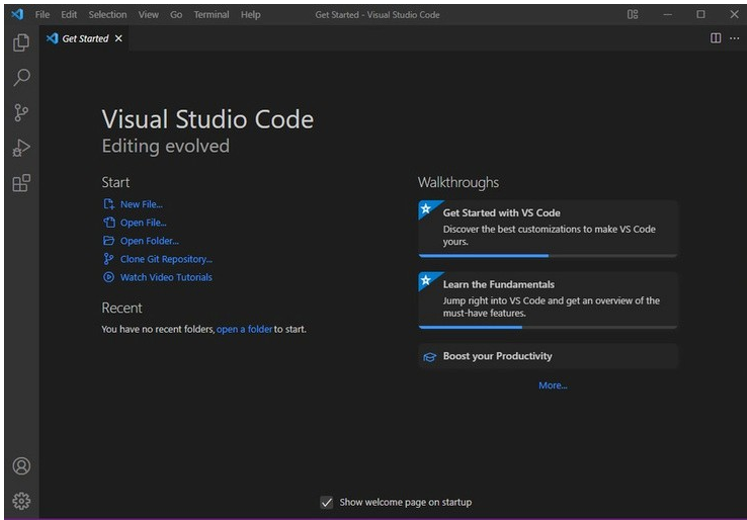 File Edit Selection View Go Terminal Help Get Started - Visual Studio Code
Get Started
Visual Studio Code
Editing evolved
Start
New File...
Open File...
Open Folder...
Clone Git Repository...
Watch Video Tutorials
Recent
You have no recent folders, open a folder to start.
Walkthroughs
Get Started with VS Code
Discover the best customizations to make VS Code
yours.
Learn the Fundamentals
Jump right into VS Code and get an overview of the
must-have features.
Boost your Productivity
More...
Show welcome page on startup